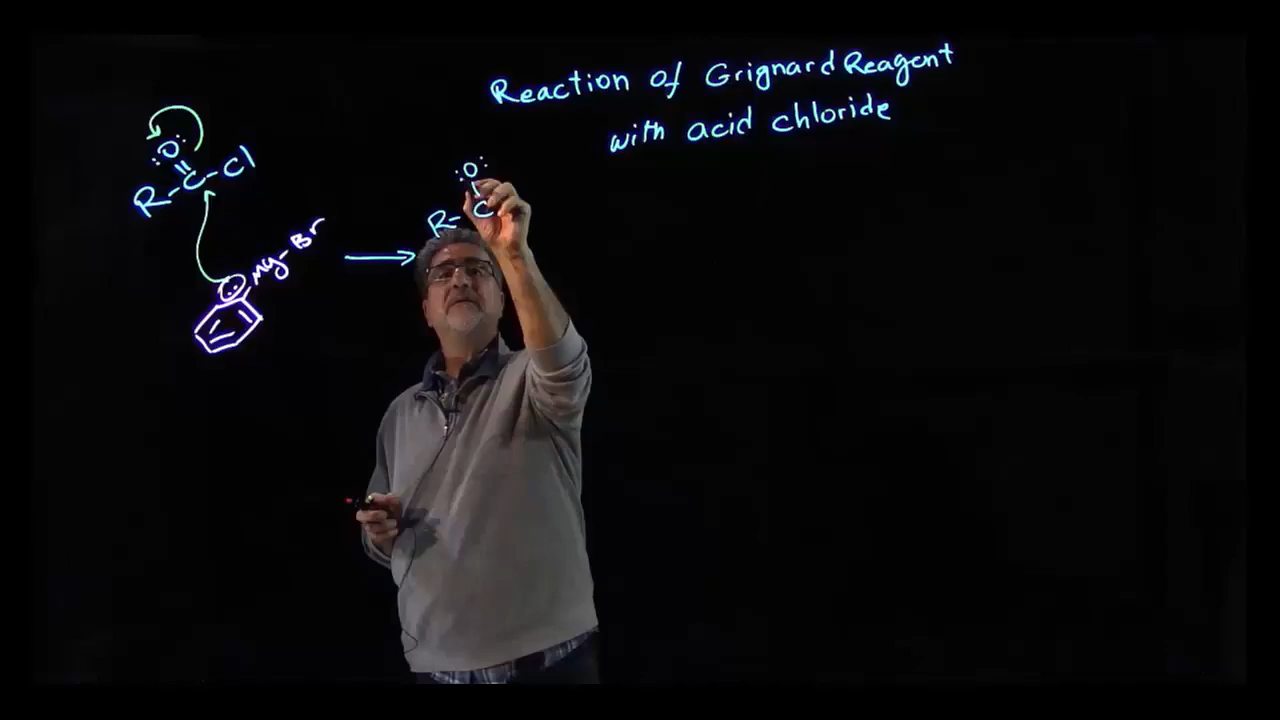 Reaction of Grignard Reagent
with acid chloride
:O:
R-C-Cl
Mg-Br
:O:
R-C